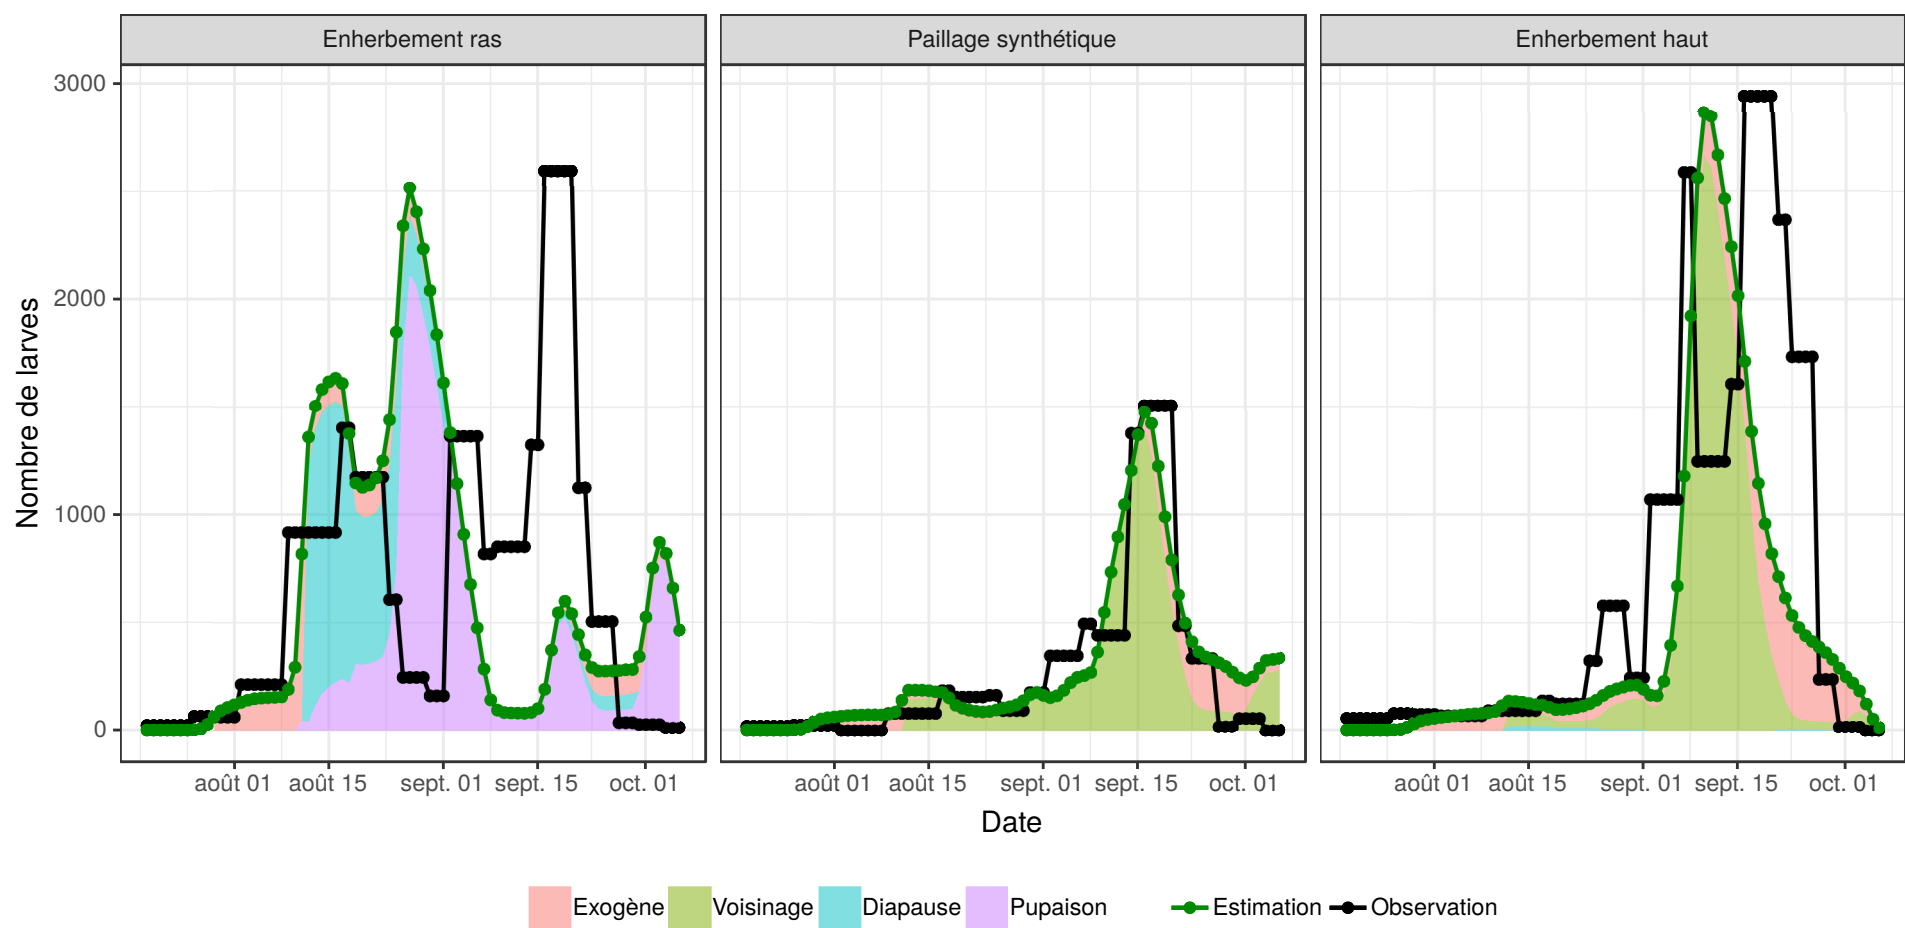 Enherbement ras Paillage synthétique Enherbement haut
3000
2000
1000
0
Nombre de larves
août 01 août 15 sept. 01 sept. 15 oct. 01 août 01 août 15 sept. 01 sept. 15 oct. 01 août 01 août 15 sept. 01 sept. 15 oct. 01
Date
Exogène Voisinage Diapause Pupaison Estimation Observation